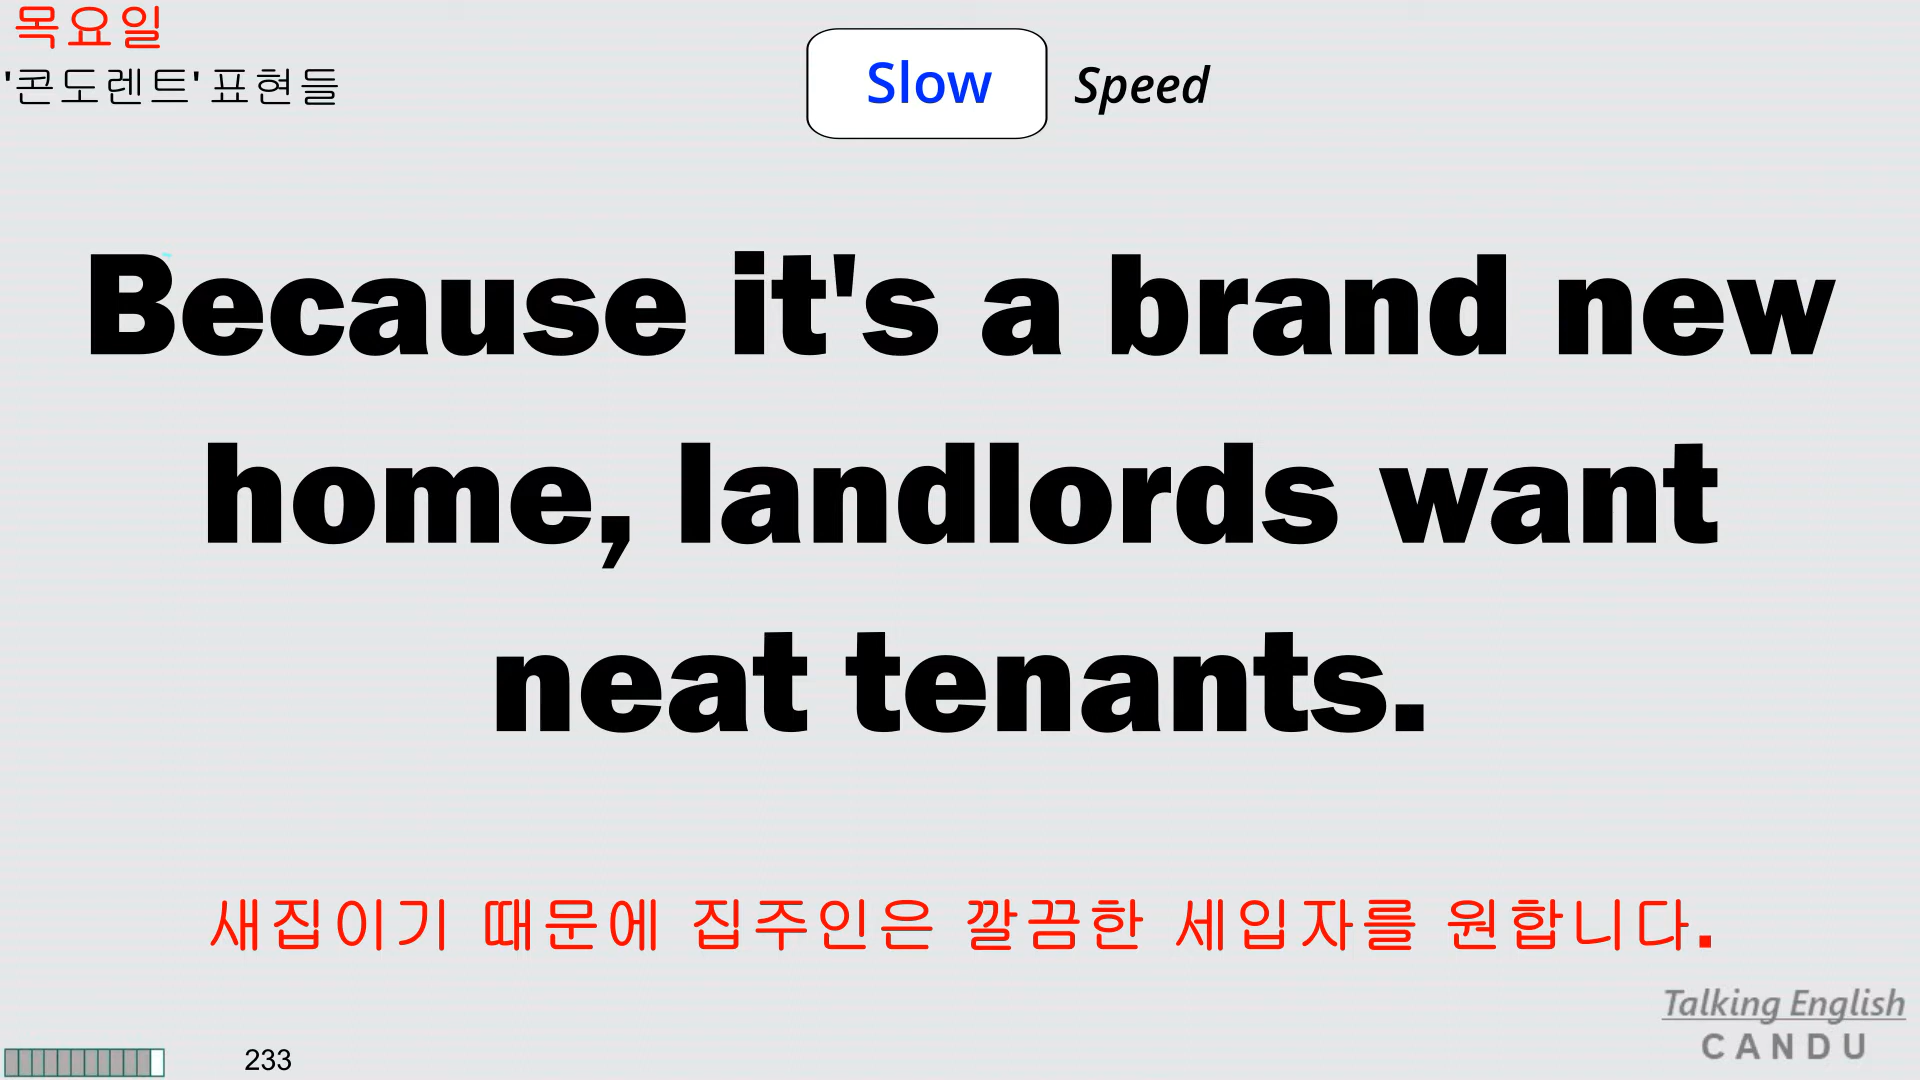 목요일
'콘도렌트' 표현들
Slow Speed
Because it's a brand new
home, landlords want
neat tenants.
새집이기 때문에 집주인은 깔끔한 세입자를 원합니다.
Talking English
CANDU
233